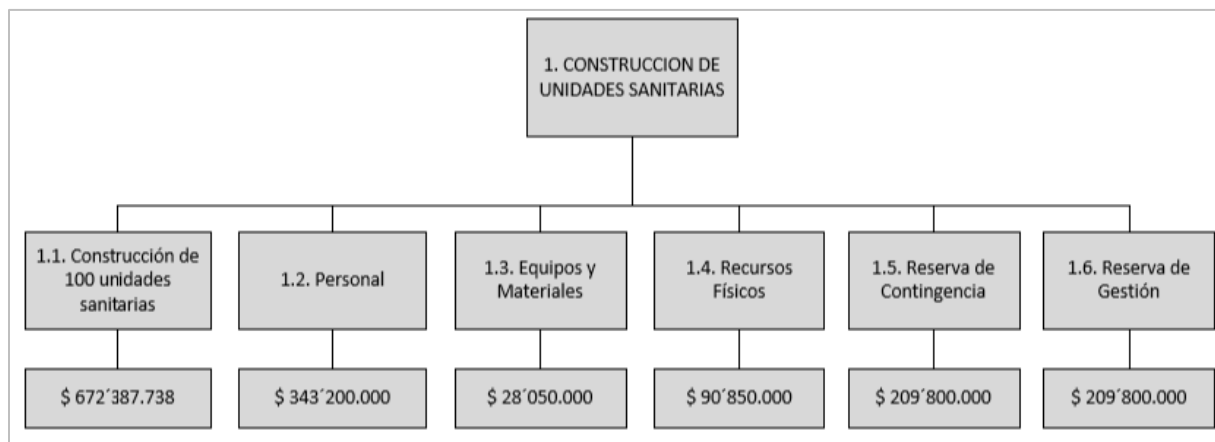 1. CONSTRUCCION DE
UNIDADES SANITARIAS
1.1. Construcción de
100 unidades
sanitarias
1.2. Personal
1.3. Equipos y
Materiales
1.4. Recursos
Físicos
1.5. Reserva de
Contingencia
1.6. Reserva de
Gestión
$ 672´387.738
$ 343´200.000
$ 28´050.000
$ 90´850.000
$ 209´800.000
$ 209´800.000